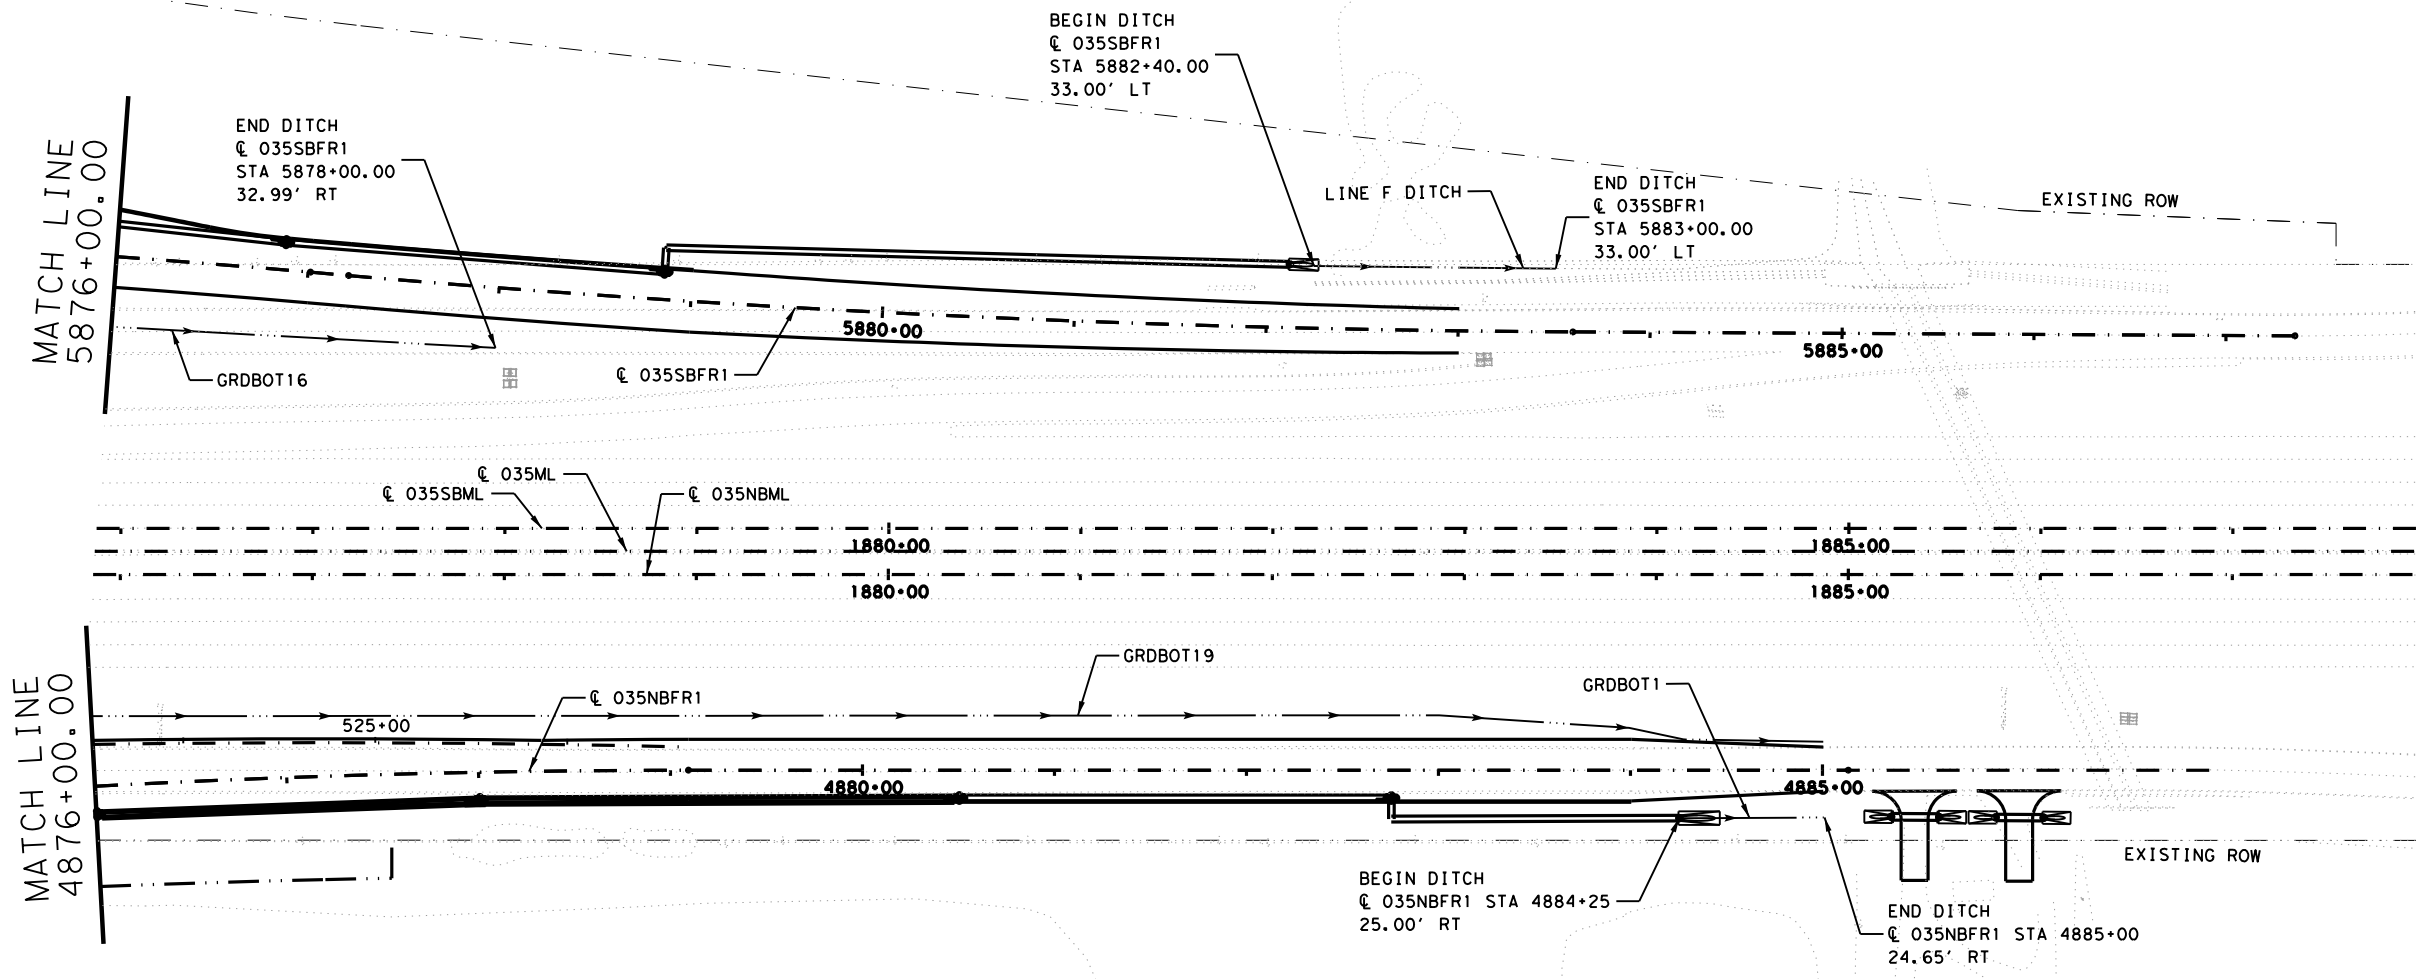 BEGIN DITCH
℄ 035SBFR1
STA 5882+40.00
33.00' LT
END DITCH
℄ 035SBFR1
STA 5878+00.00
32.99' RT
MATCH LINE
5876+00.00
LINE F DITCH
END DITCH
℄ 035SBFR1
STA 5883+00.00
33.00' LT
EXISTING ROW
5880+00
5885+00
GRDBOT16
℄ 035SBFR1
℄ 035ML
℄ 035SBML
℄ 035NBML
1880+00
1885+00
1880+00
1885+00
GRDBOT19
MATCH LINE
4876+00.00
℄ 035NBFR1
GRDBOT1
525+00
4880+00
4885+00
EXISTING ROW
BEGIN DITCH
℄ 035NBFR1 STA 4884+25
25.00' RT
END DITCH
℄ 035NBFR1 STA 4885+00
24.65' RT